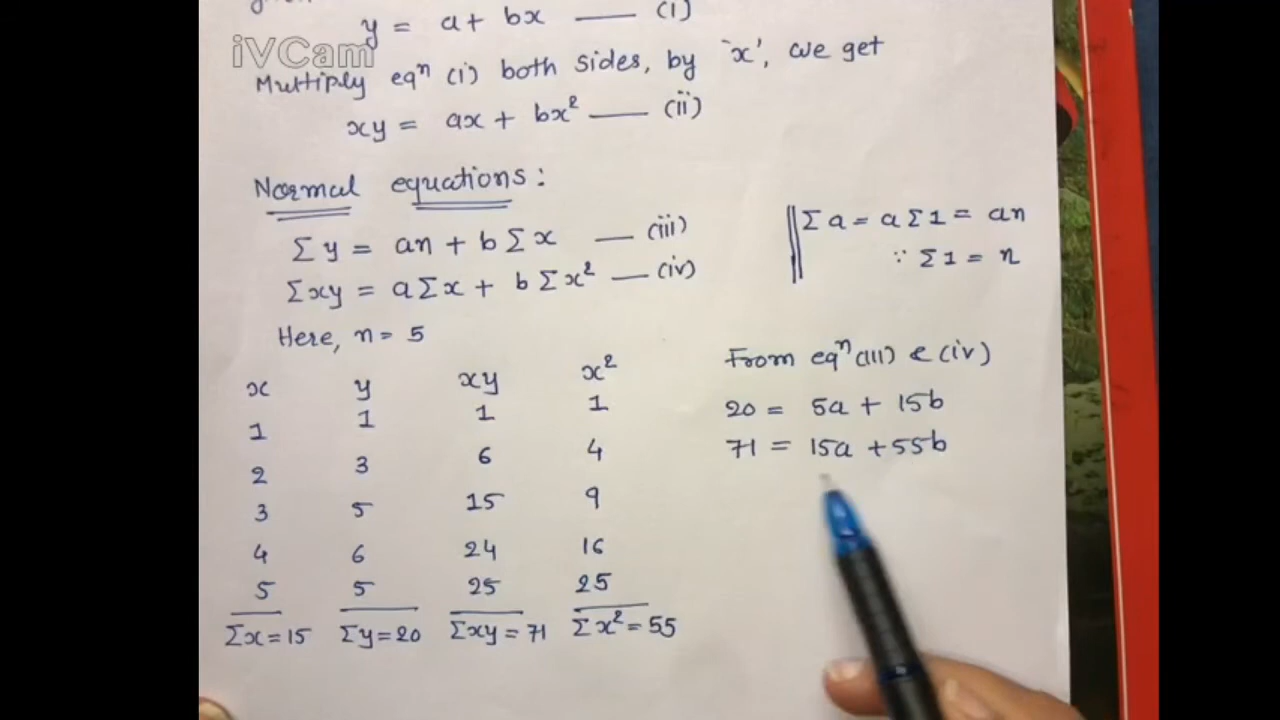 y = a + bx —— (i)
iVCam
Multiply eqⁿ (i) both sides, by 'x', we get
xy = ax + bx² —— (ii)
Normal equations :
Σy = an + bΣx —— (iii)
Σxy = aΣx + bΣx² —— (iv)
Σa = aΣ1 = an
∵ Σ1 = n
Here, n = 5
x y xy x²
1 1 1 1
2 3 6 4
3 5 15 9
4 6 24 16
5 5 25 25
Σx = 15 Σy = 20 Σxy = 71 Σx² = 55
From eqⁿ (III) & (iv)
20 = 5a + 15b
71 = 15a + 55b